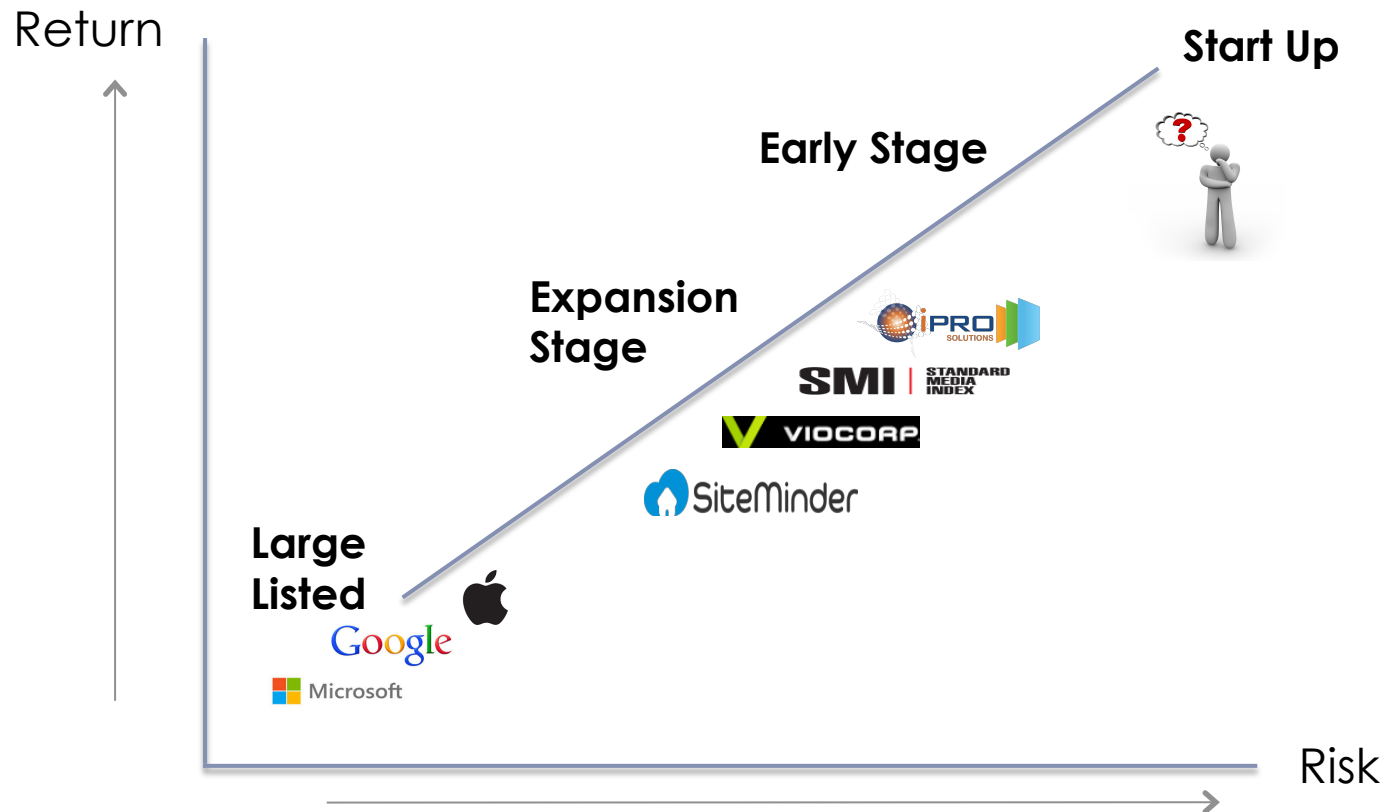 Return
Start Up
?
Early Stage
Expansion
Stage
iPRO
SOLUTIONS
SMI | STANDARD
MEDIA
INDEX
VIOCORP
SiteMinder
Large
Listed
Google
Microsoft
Risk